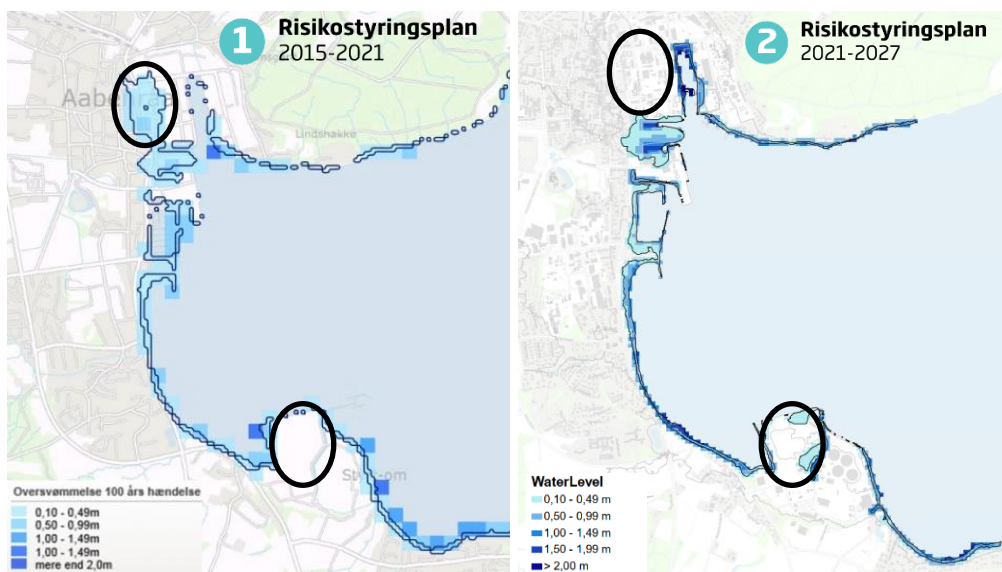 1
Risikostyringsplan
2015-2021
Lindshakke
Oversvømmelse 100 års hændelse
0,10 - 0,49m
0,50 - 0,99m
1,00 - 1,49m
1,00 - 1,49m
mere end 2,0m
2
Risikostyringsplan
2021-2027
WaterLevel
0,10 - 0,49 m
0,50 - 0,99 m
1,00 - 1,49 m
1,50 - 1,99 m
> 2,00 m